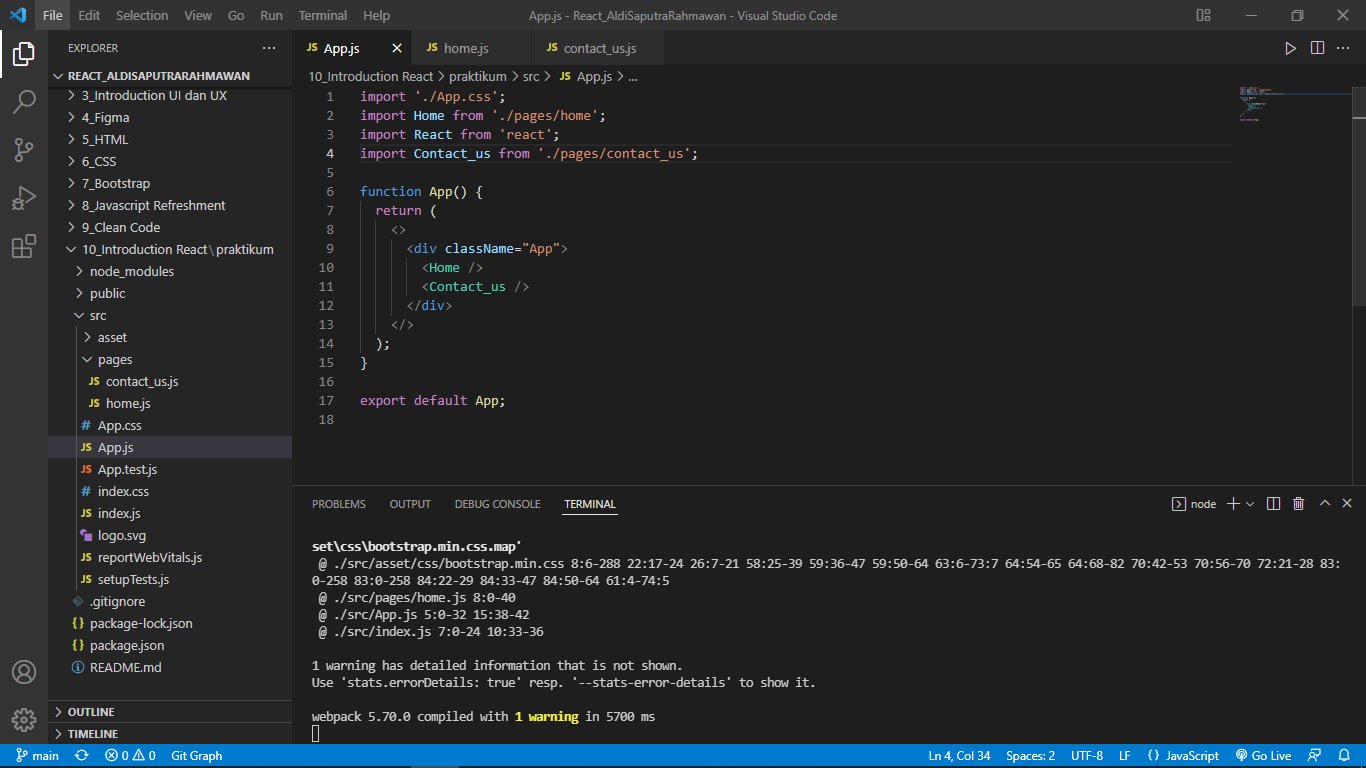 File Edit Selection View Go Run Terminal Help App.js - React_AldiSaputraRahmawan - Visual Studio Code
EXPLORER
REACT_ALDISAPUTRARAHMAWAN
3_Introduction UI dan UX
4_Figma
5_HTML
6_CSS
7_Bootstrap
8_Javascript Refreshment
9_Clean Code
10_Introduction React\praktikum
node_modules
public
src
asset
pages
JS contact_us.js
JS home.js
# App.css
JS App.js
JS App.test.js
# index.css
JS index.js
logo.svg
JS reportWebVitals.js
JS setupTests.js
.gitignore
{} package-lock.json
{} package.json
README.md
OUTLINE
TIMELINE
JS App.js JS home.js JS contact_us.js
10_Introduction React > praktikum > src > JS App.js > ...
1 import './App.css';
2 import Home from './pages/home';
3 import React from 'react';
4 import Contact_us from './pages/contact_us';
5
6 function App() {
7 return (
8 <>
9 <div className="App">
10 <Home />
11 <Contact_us />
12 </div>
13 </>
14 );
15 }
16
17 export default App;
18
PROBLEMS OUTPUT DEBUG CONSOLE TERMINAL node
set\css\bootstrap.min.css.map'
@ ./src/asset/css/bootstrap.min.css 8:6-288 22:17-24 26:7-21 58:25-39 59:36-47 59:50-64 63:6-73:7 64:54-65 64:68-82 70:42-53 70:56-70 72:21-28 83:
0-258 83:0-258 84:22-29 84:33-47 84:50-64 61:4-74:5
@ ./src/pages/home.js 8:0-40
@ ./src/App.js 5:0-32 15:38-42
@ ./src/index.js 7:0-24 10:33-36
1 warning has detailed information that is not shown.
Use 'stats.errorDetails: true' resp. '--stats-error-details' to show it.
webpack 5.70.0 compiled with 1 warning in 5700 ms
main 0 0 Git Graph Ln 4, Col 34 Spaces: 2 UTF-8 LF {} JavaScript Go Live